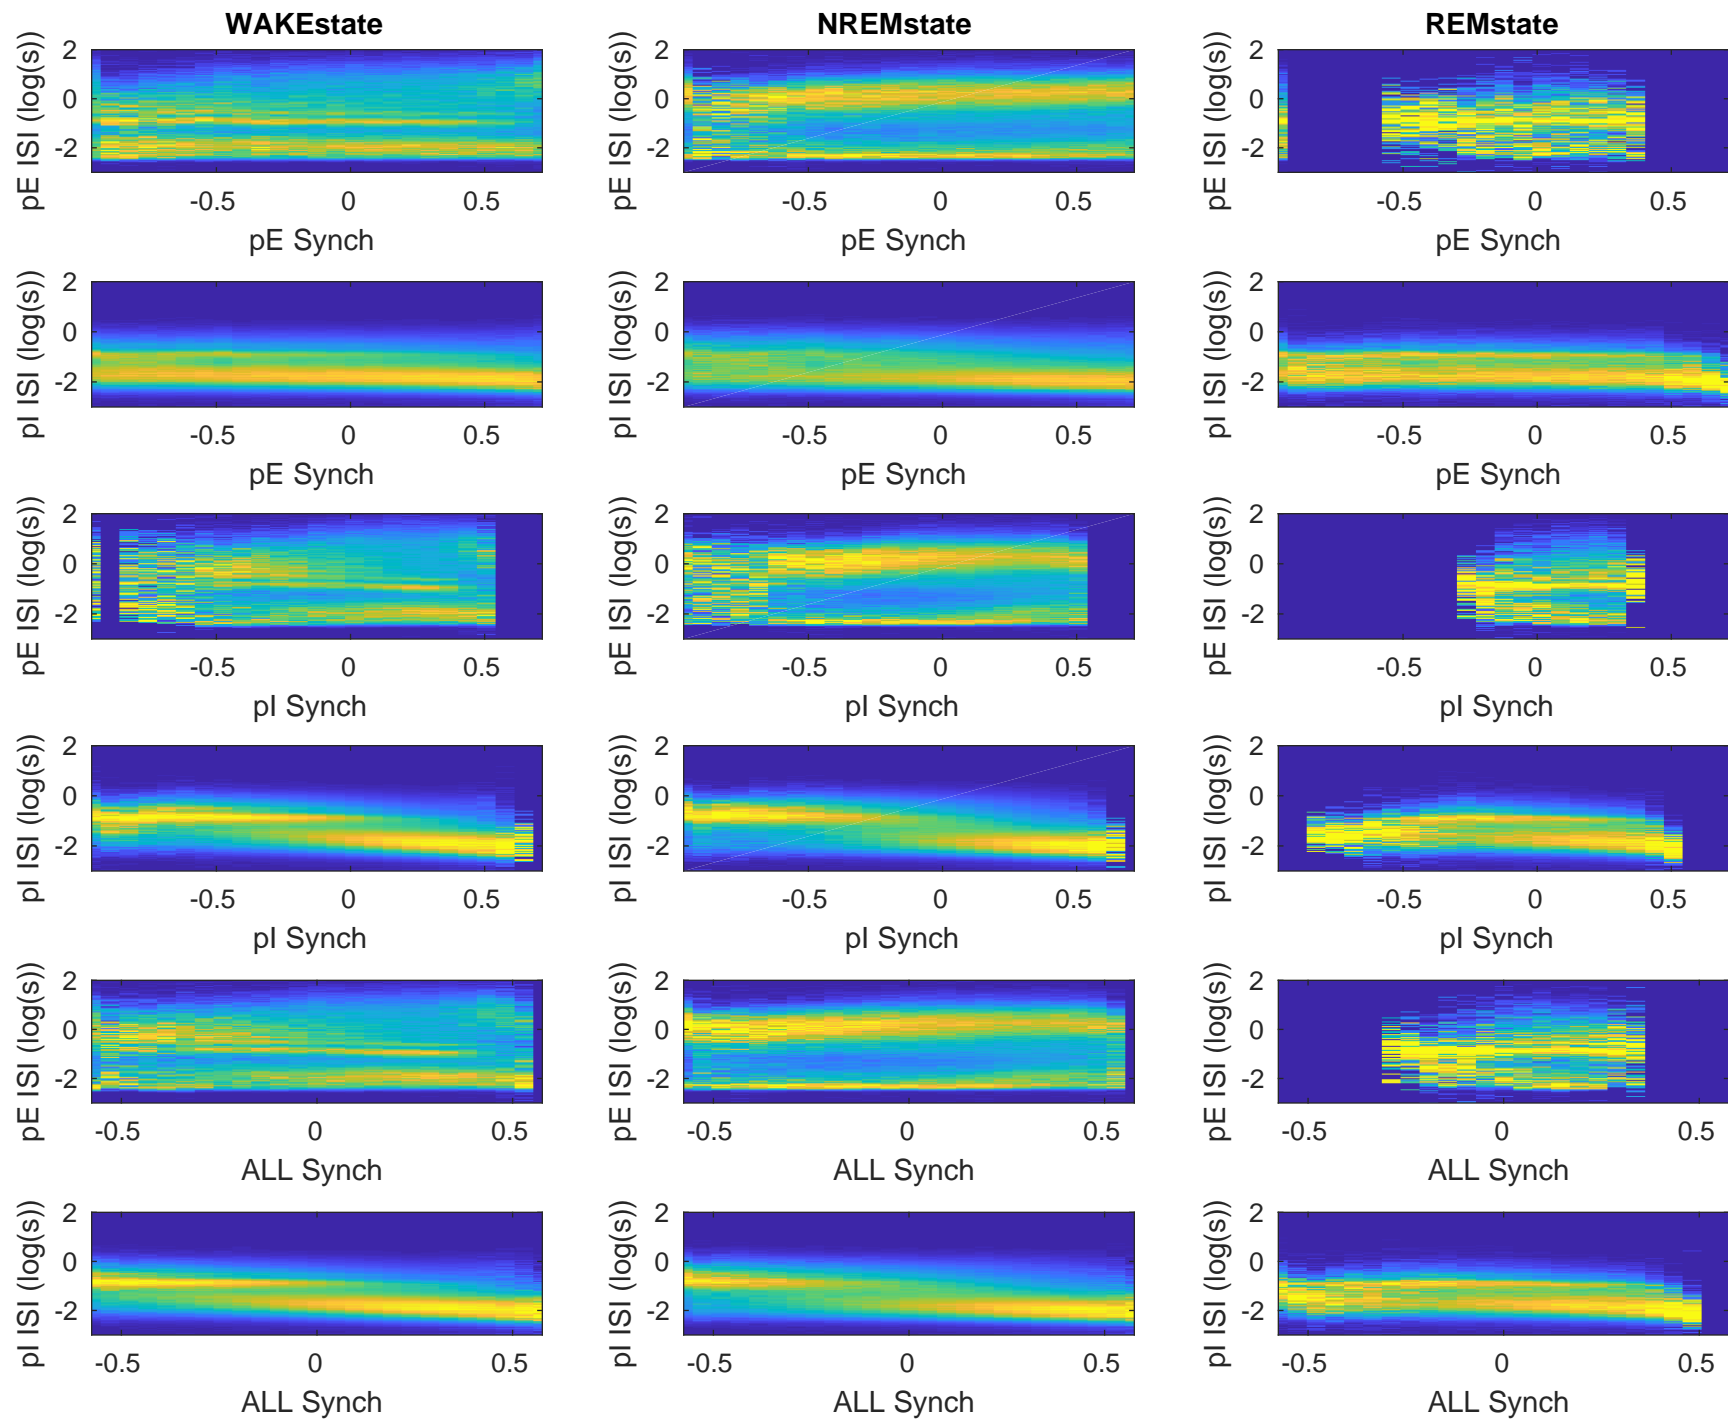 WAKEstate NREMstate REMstate
2 2 2
0 0 0
-2 -2 -2
pE ISI (log(s)) pE ISI (log(s)) pE ISI (log(s))
-0.5 0 0.5 -0.5 0 0.5 -0.5 0 0.5
pE Synch pE Synch pE Synch
2 2 2
0 0 0
-2 -2 -2
pI ISI (log(s)) pI ISI (log(s)) pI ISI (log(s))
-0.5 0 0.5 -0.5 0 0.5 -0.5 0 0.5
pE Synch pE Synch pE Synch
2 2 2
0 0 0
-2 -2 -2
pE ISI (log(s)) pE ISI (log(s)) pE ISI (log(s))
-0.5 0 0.5 -0.5 0 0.5 -0.5 0 0.5
pI Synch pI Synch pI Synch
2 2 2
0 0 0
-2 -2 -2
pI ISI (log(s)) pI ISI (log(s)) pI ISI (log(s))
-0.5 0 0.5 -0.5 0 0.5 -0.5 0 0.5
pI Synch pI Synch pI Synch
2 2 2
0 0 0
-2 -2 -2
pE ISI (log(s)) pE ISI (log(s)) pE ISI (log(s))
-0.5 0 0.5 -0.5 0 0.5 -0.5 0 0.5
ALL Synch ALL Synch ALL Synch
2 2 2
0 0 0
-2 -2 -2
pI ISI (log(s)) pI ISI (log(s)) pI ISI (log(s))
-0.5 0 0.5 -0.5 0 0.5 -0.5 0 0.5
ALL Synch ALL Synch ALL Synch